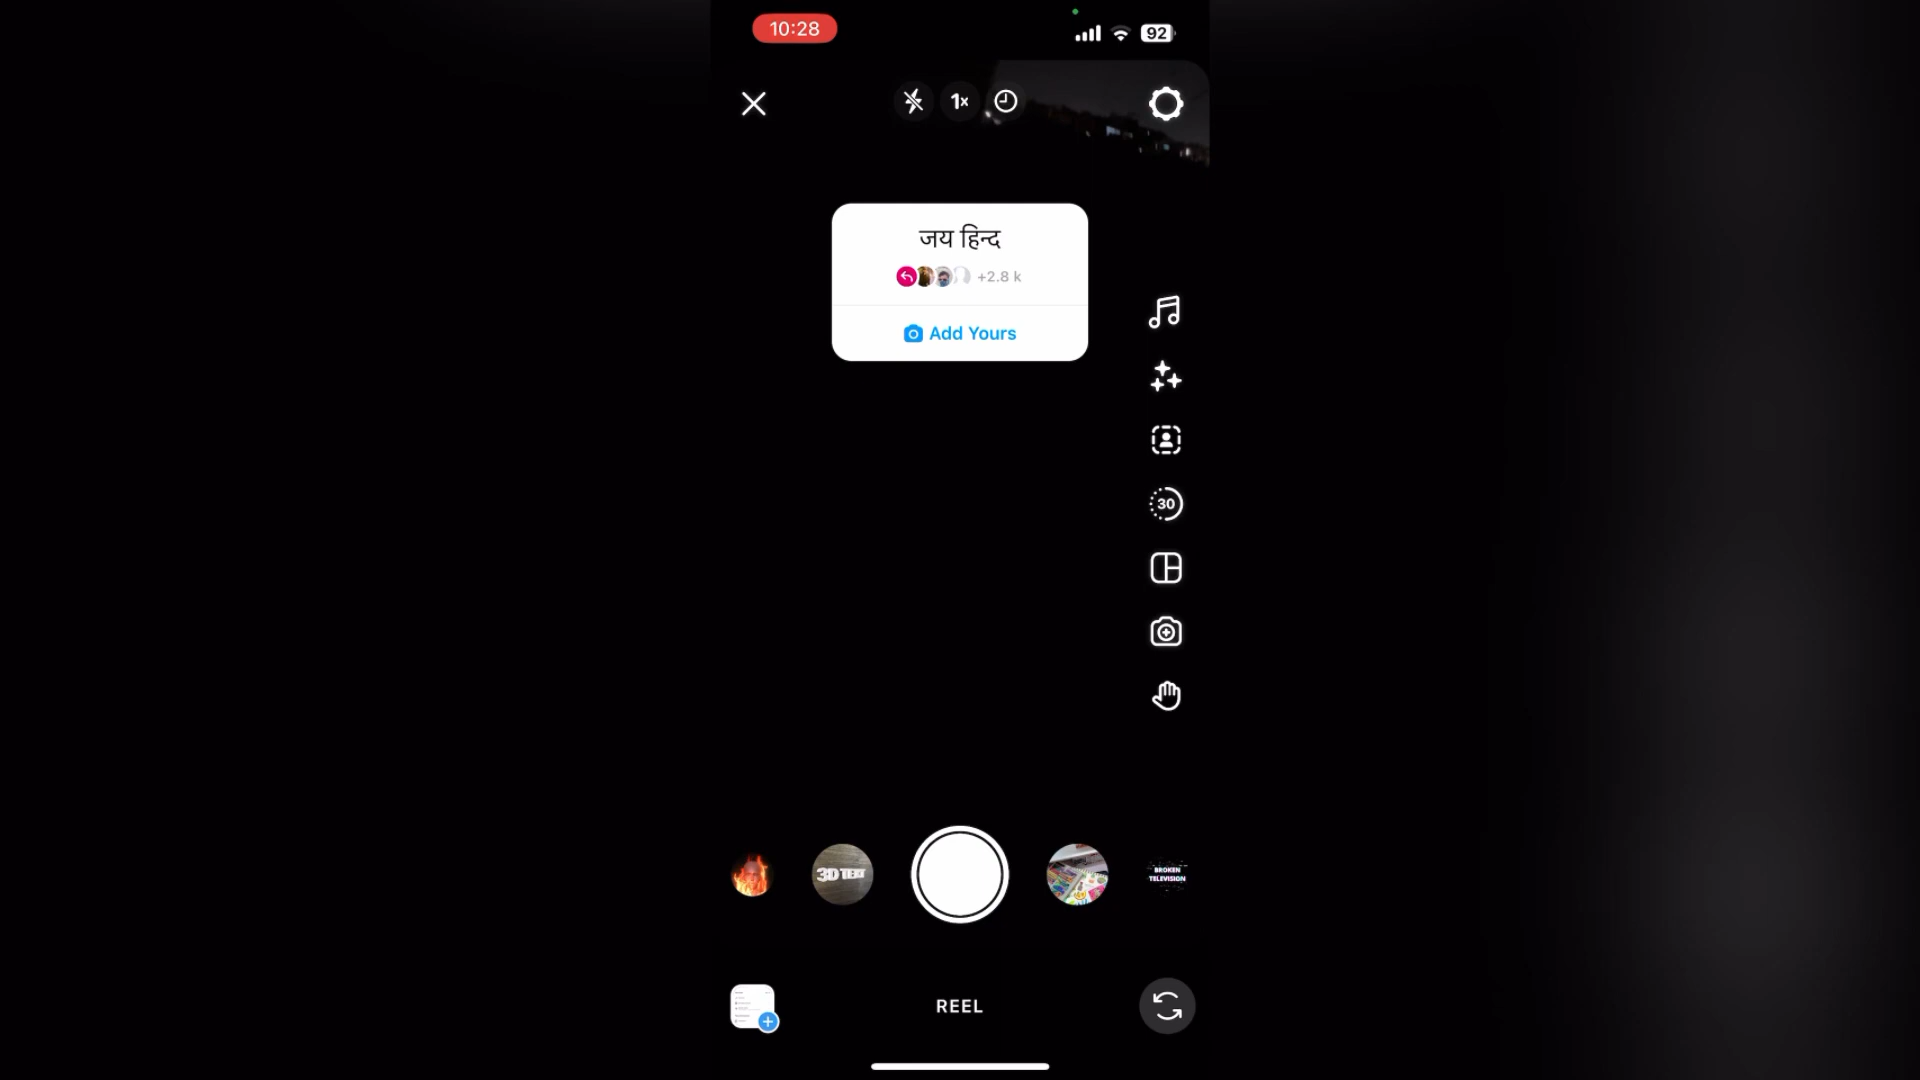 10:28
92
1x
जय हिन्द
+2.8 k
Add Yours
30
3D TEXT
BROKEN
TELEVISION
REEL